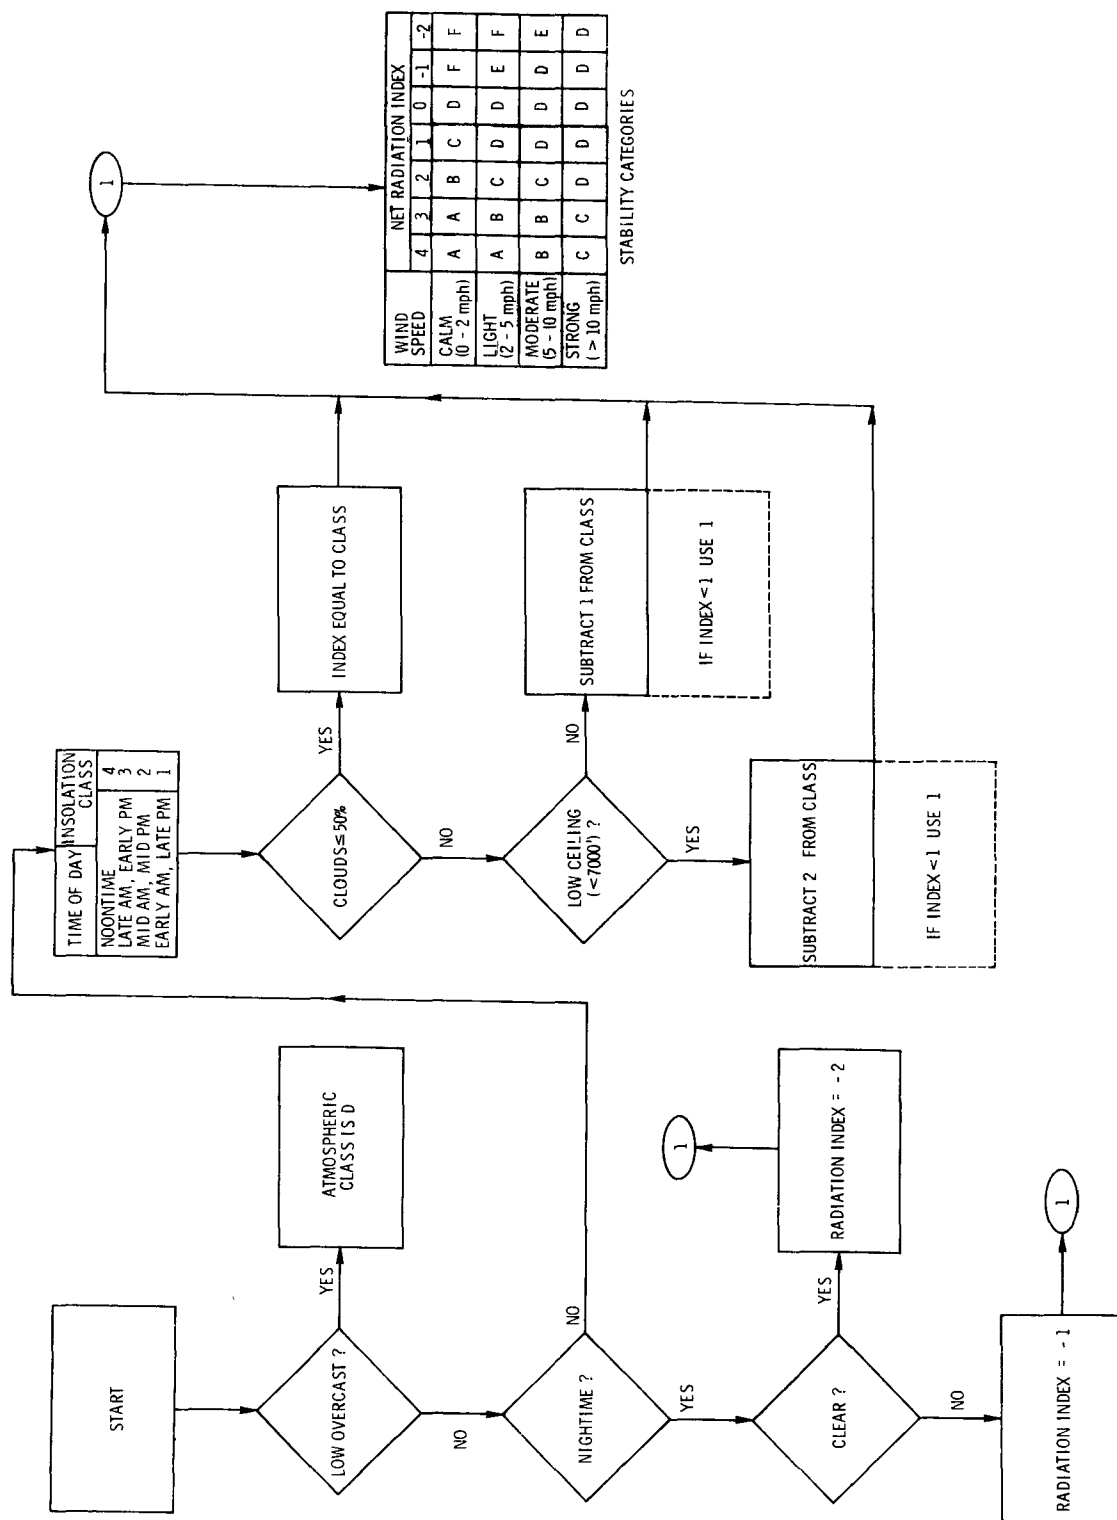 START
LOW OVERCAST ?
YES
ATMOSPHERIC
CLASS IS D
NO
NIGHTIME ?
NO
YES
CLEAR ?
YES
RADIATION INDEX = -2
1
NO
RADIATION INDEX = -1
1
TIME OF DAY INSOLATION CLASS
NOONTIME 4
LATE AM, EARLY PM 3
MID AM, MID PM 2
EARLY AM, LATE PM 1
CLOUDS ≤ 50%
YES
INDEX EQUAL TO CLASS
NO
LOW CEILING
(<7000') ?
NO
SUBTRACT 1 FROM CLASS
IF INDEX < 1 USE 1
YES
SUBTRACT 2 FROM CLASS
IF INDEX < 1 USE 1
1
WIND SPEED NET RADIATION INDEX
4 3 2 1 0 -1 -2
CALM (0 - 2 mph) A A B C D F F
LIGHT (2 - 5 mph) A B C D D E F
MODERATE (5 - 10 mph) B B C D D D E
STRONG ( > 10 mph) C C D D D D D
STABILITY CATEGORIES